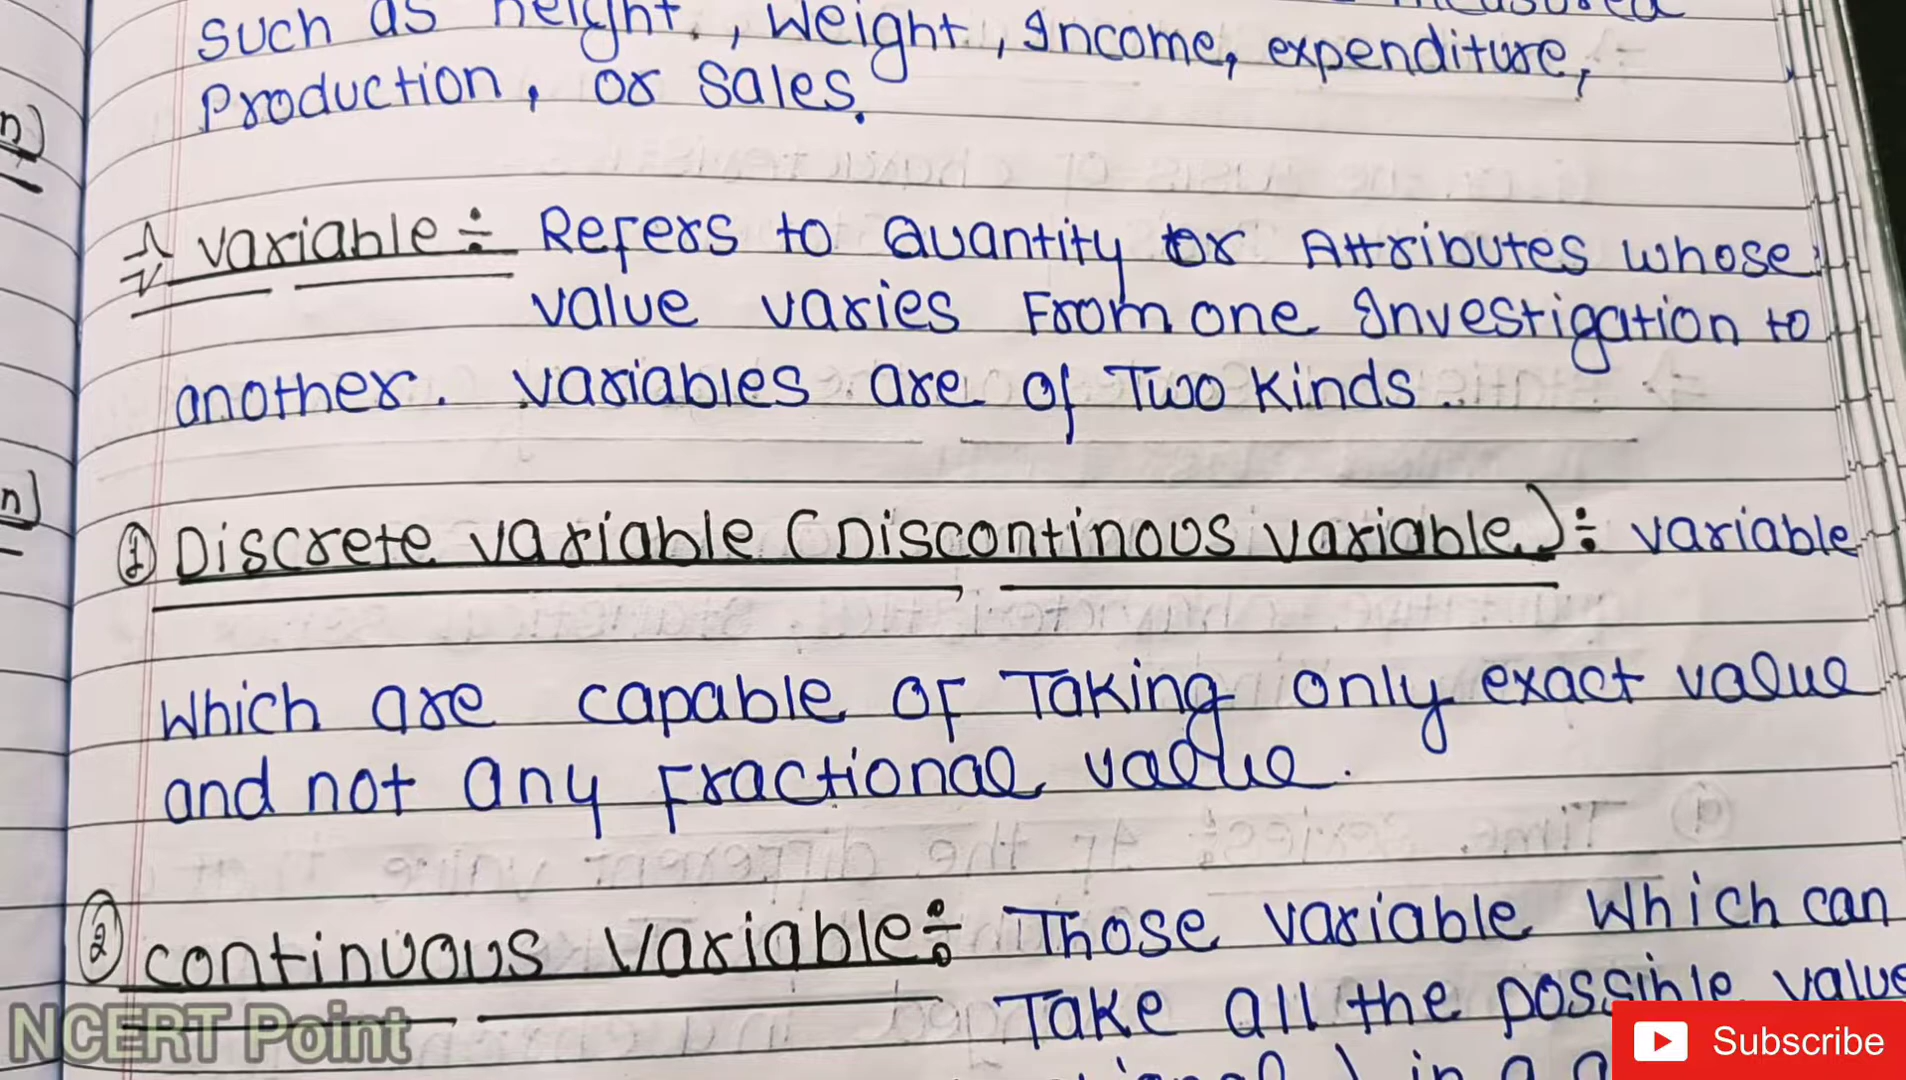 measured
such as height, Weight, Income, expenditure,
Production, or Sales.
n)
variable ÷ Refers to Quantity or Attributes whose
value varies From one Investigation to
another. variables are of Two Kinds.
n)
① Discrete variable (Discontinous variable) ÷ variable
Which are capable of Taking only exact value
and not any Fractional value.
② continuous variable ÷ Those variable Which can
Take all the possible value
in a
NCERT Point
Subscribe